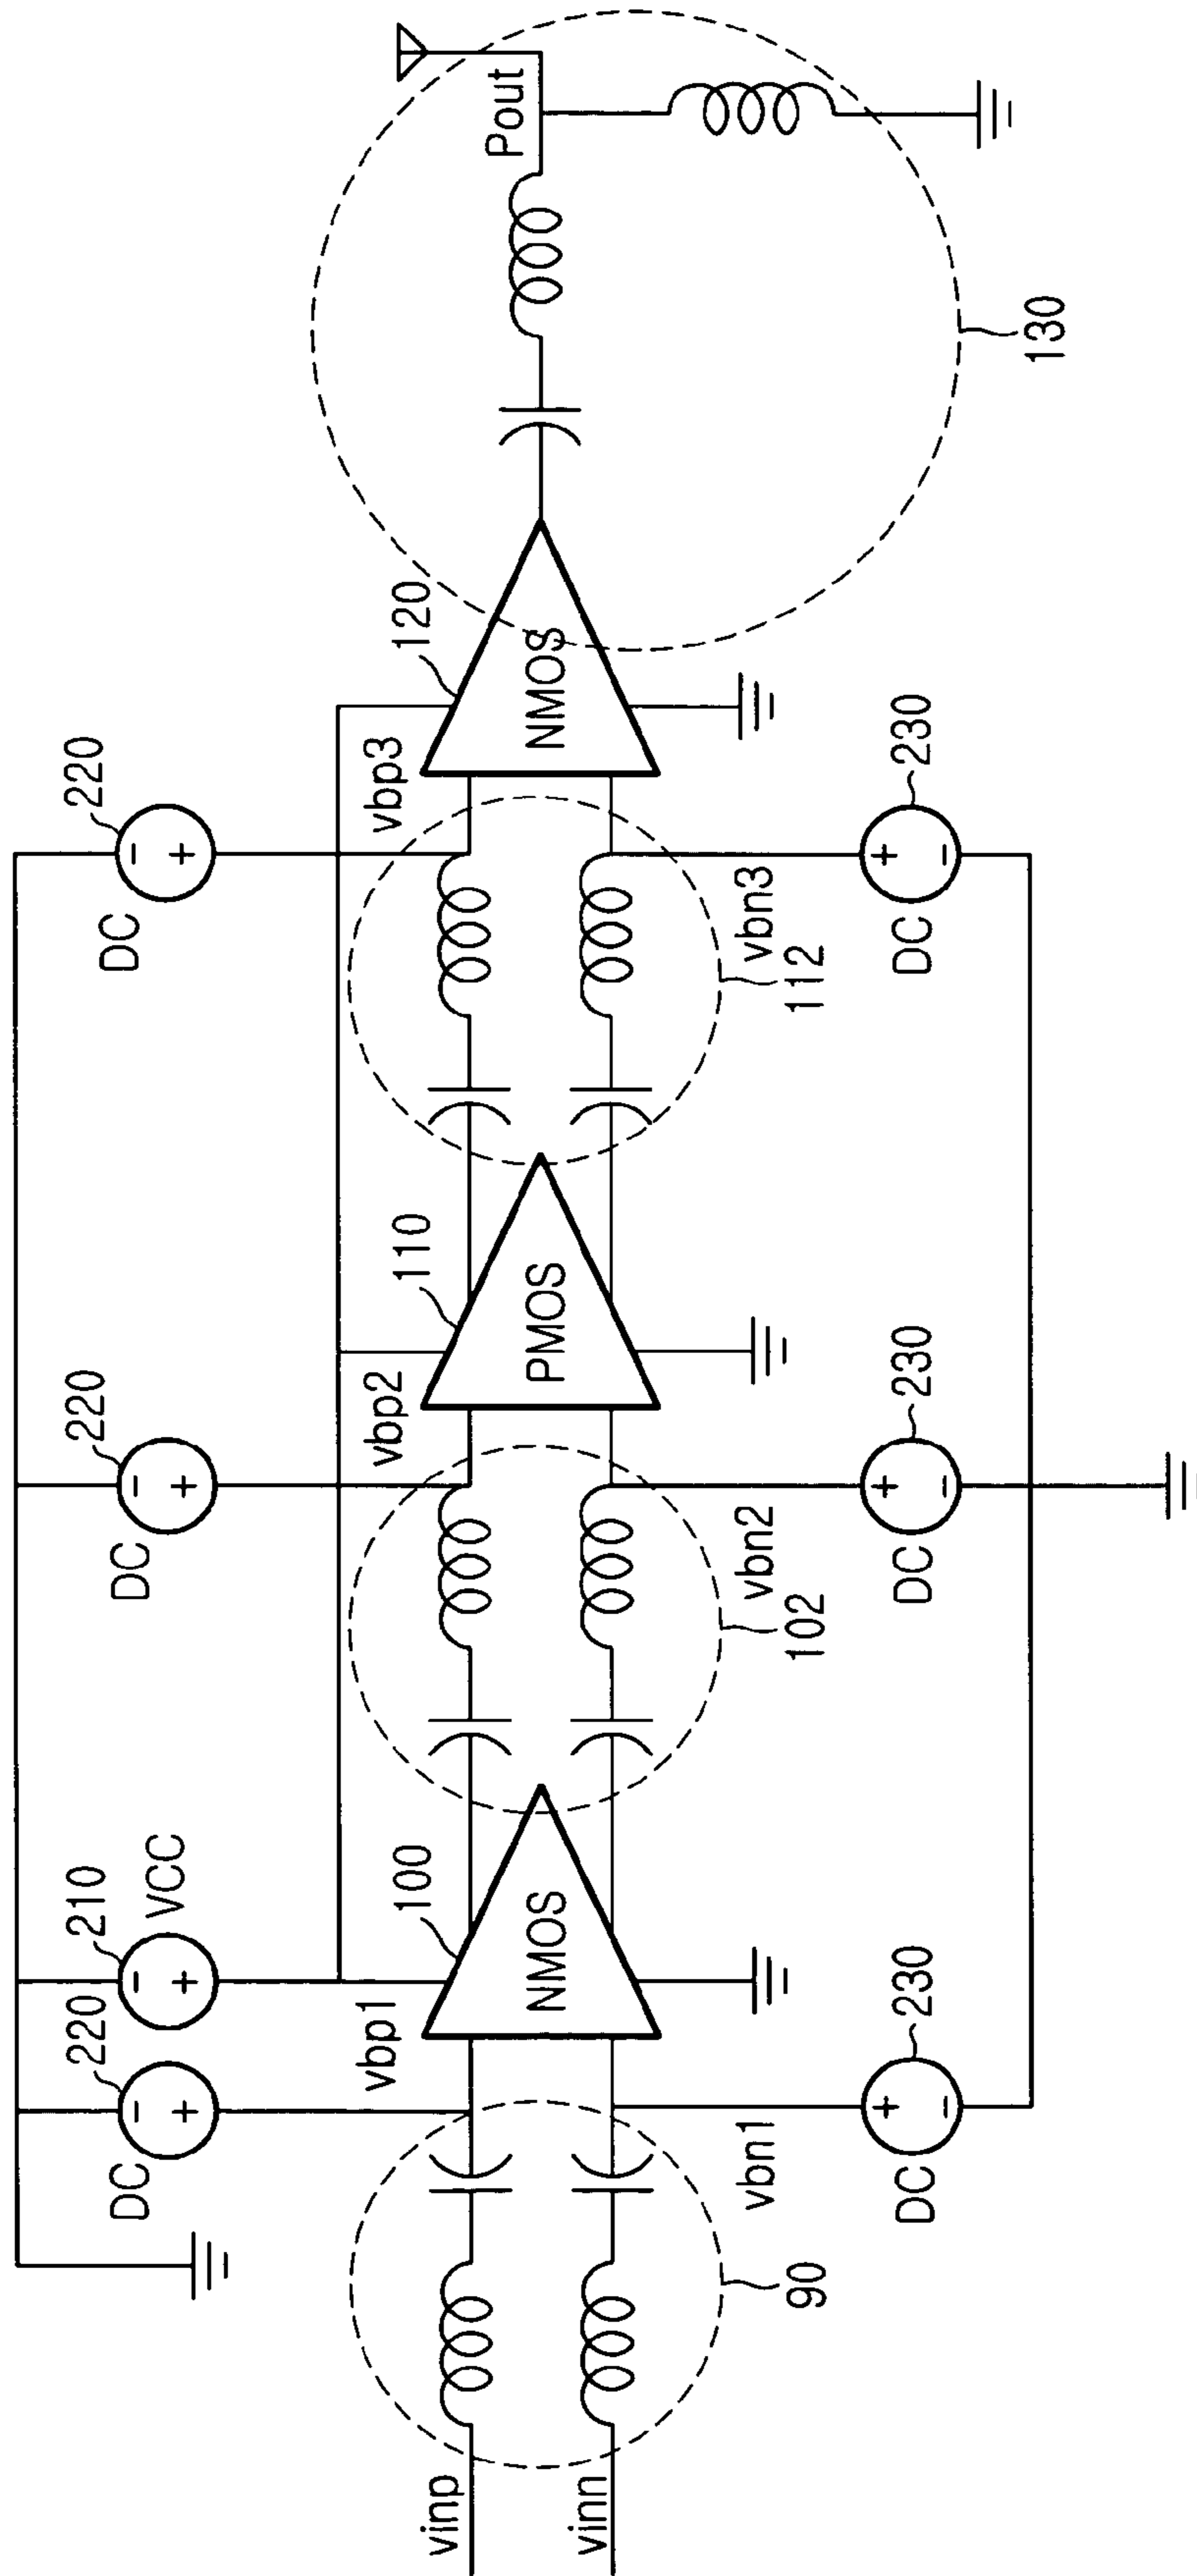 220
DC
220
DC
210
VCC
220
DC
Pout
120
vbp3
NMOS
110
vbp2
PMOS
100
vbp1
NMOS
vinp
vinn
130
vbn3
112
vbn2
102
vbn1
90
230
DC
230
DC
230
DC
+
-
+
-
+
-
+
-
+
-
+
-
+
-